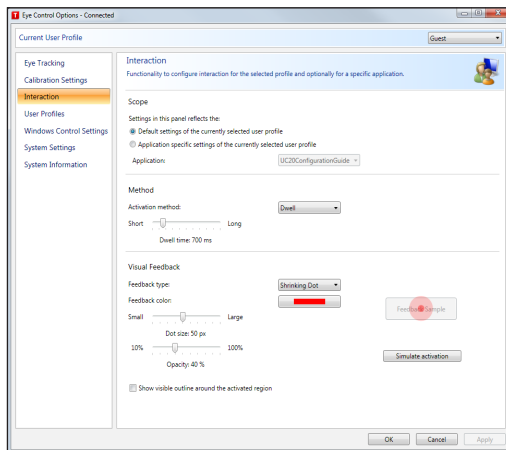 T Eye Control Options - Connected
Current User Profile
Guest
Eye Tracking
Calibration Settings
Interaction
User Profiles
Windows Control Settings
System Settings
System Information
Interaction
Functionality to configure interaction for the selected profile and optionally for a specific application.
Scope
Settings in this panel reflects the:
Default settings of the currently selected user profile
Application specific settings of the currently selected user profile
Application:
UC20ConfigurationGuide
Method
Activation method:
Dwell
Short Long
Dwell time: 700 ms
Visual Feedback
Feedback type:
Shrinking Dot
Feedback color:
Small Large
Feedback Sample
Dot size: 50 px
10% 100%
Simulate activation
Opacity: 40 %
Show visible outline around the activated region
OK Cancel Apply